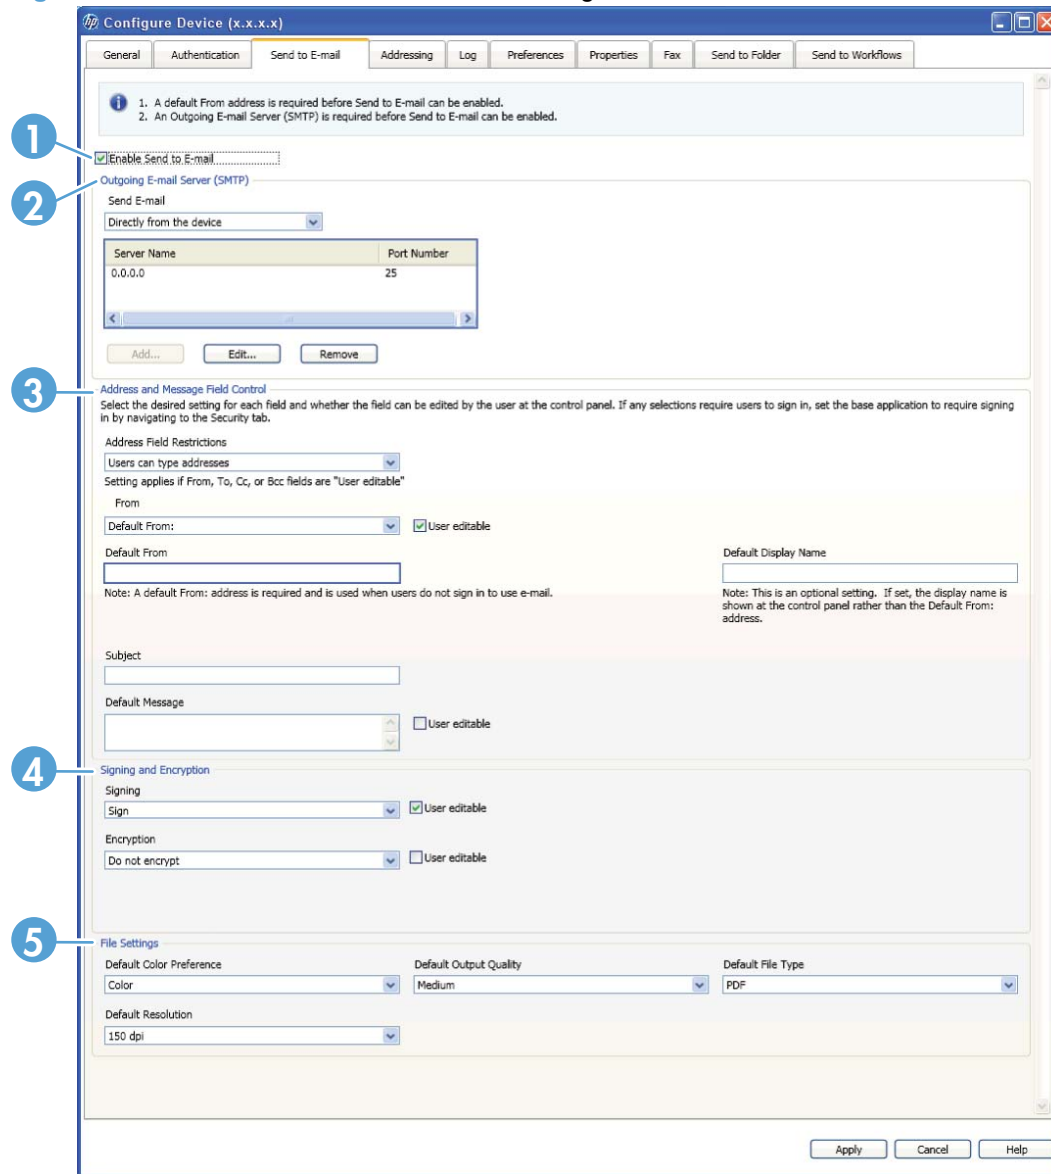 hp Configure Device (x.x.x.x)
General Authentication Send to E-mail Addressing Log Preferences Properties Fax Send to Folder Send to Workflows
1. A default From address is required before Send to E-mail can be enabled.
2. An Outgoing E-mail Server (SMTP) is required before Send to E-mail can be enabled.
1
Enable Send to E-mail
2
Outgoing E-mail Server (SMTP)
Send E-mail
Directly from the device
Server Name Port Number
0.0.0.0 25
Add... Edit... Remove
3
Address and Message Field Control
Select the desired setting for each field and whether the field can be edited by the user at the control panel. If any selections require users to sign in, set the base application to require signing
in by navigating to the Security tab.
Address Field Restrictions
Users can type addresses
Setting applies if From, To, Cc, or Bcc fields are "User editable"
From
Default From: User editable
Default From Default Display Name
Note: A default From: address is required and is used when users do not sign in to use e-mail.
Note: This is an optional setting. If set, the display name is
shown at the control panel rather than the Default From:
address.
Subject
Default Message
User editable
4
Signing and Encryption
Signing
Sign User editable
Encryption
Do not encrypt User editable
5
File Settings
Default Color Preference Default Output Quality Default File Type
Color Medium PDF
Default Resolution
150 dpi
Apply Cancel Help